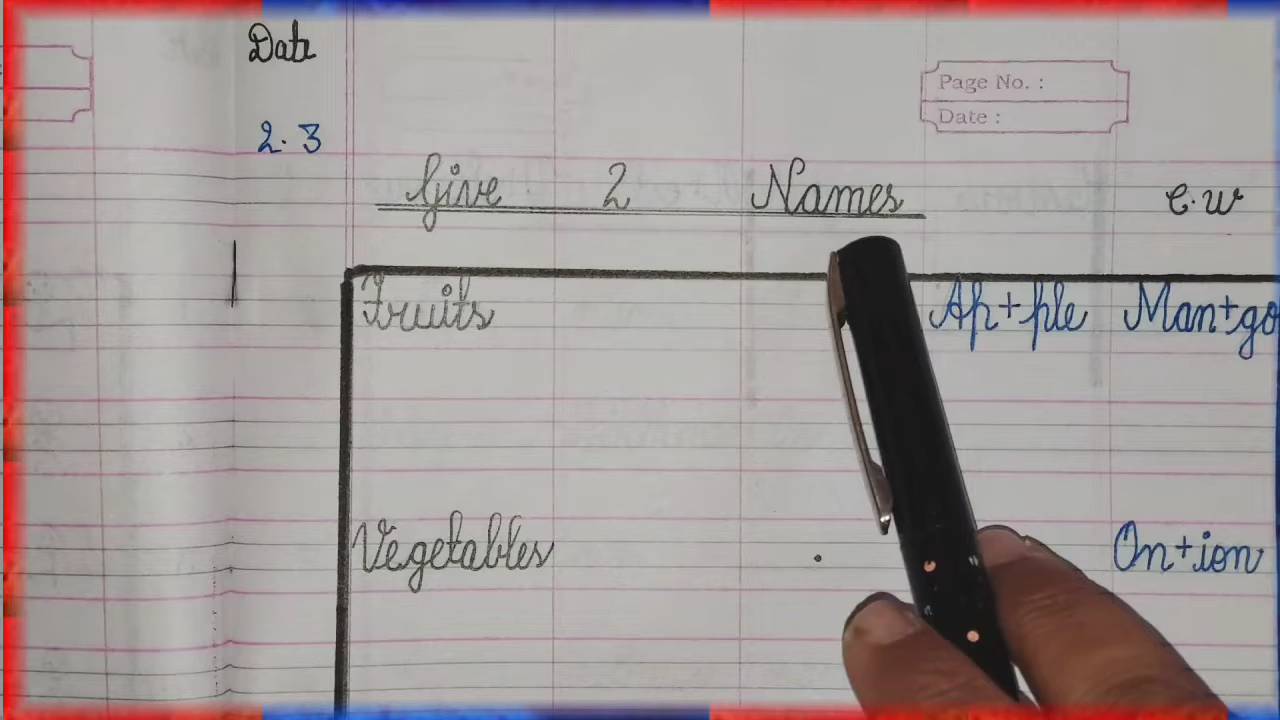 Date
Page No. :
Date :
2.3
Give 2 Names
c.w
Fruits Ap+ple Man+go
Vegetables On+ion